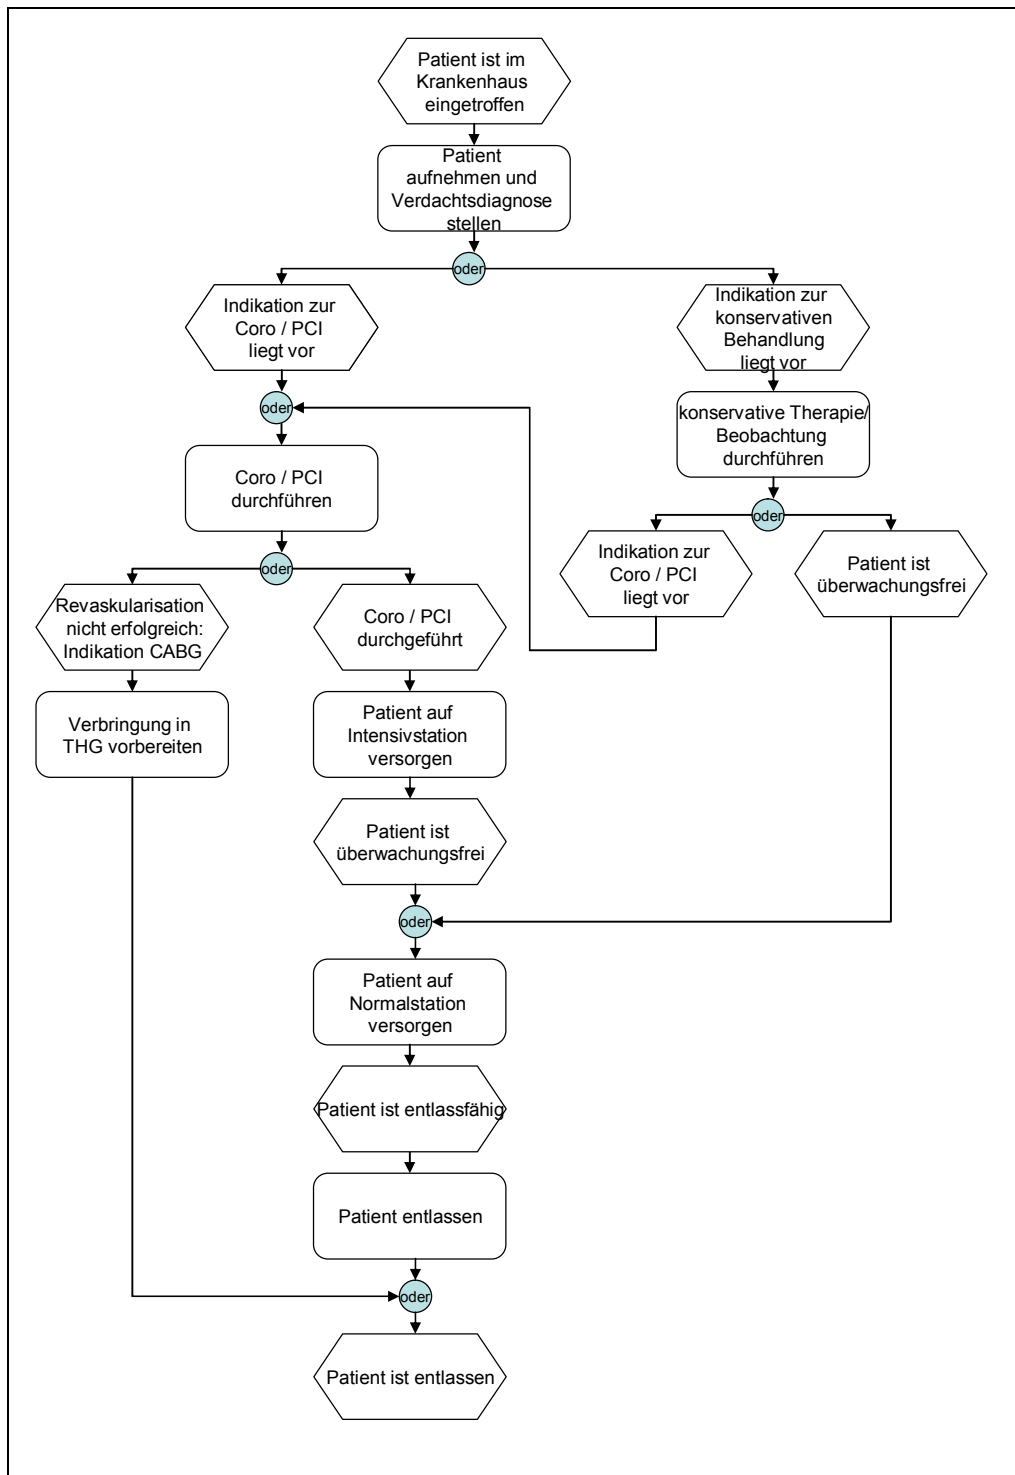 Patient ist im
Krankenhaus
eingetroffen
Patient
aufnehmen und
Verdachtsdiagnose
stellen
oder
Indikation zur
Coro / PCI
liegt vor
Indikation zur
konservativen
Behandlung
liegt vor
oder
konservative Therapie/
Beobachtung
durchführen
Coro / PCI
durchführen
oder
Indikation zur
Coro / PCI
liegt vor
Patient ist
überwachungsfrei
oder
Revaskularisation
nicht erfolgreich:
Indikation CABG
Coro / PCI
durchgeführt
Verbringung in
THG vorbereiten
Patient auf
Intensivstation
versorgen
Patient ist
überwachungsfrei
oder
Patient auf
Normalstation
versorgen
Patient ist entlassfähig
Patient entlassen
oder
Patient ist entlassen